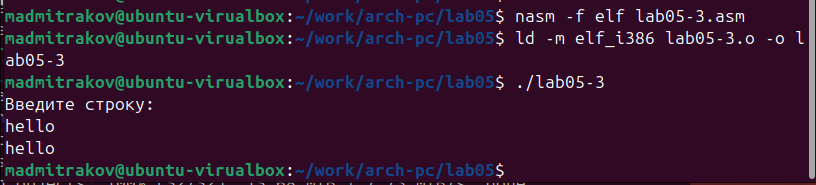 madmitrakov@ubuntu-virualbox:~/work/arch-pc/lab05$ nasm -f elf lab05-3.asm
madmitrakov@ubuntu-virualbox:~/work/arch-pc/lab05$ ld -m elf_i386 lab05-3.o -o l
ab05-3
madmitrakov@ubuntu-virualbox:~/work/arch-pc/lab05$ ./lab05-3
Введите строку:
hello
hello
madmitrakov@ubuntu-virualbox:~/work/arch-pc/lab05$